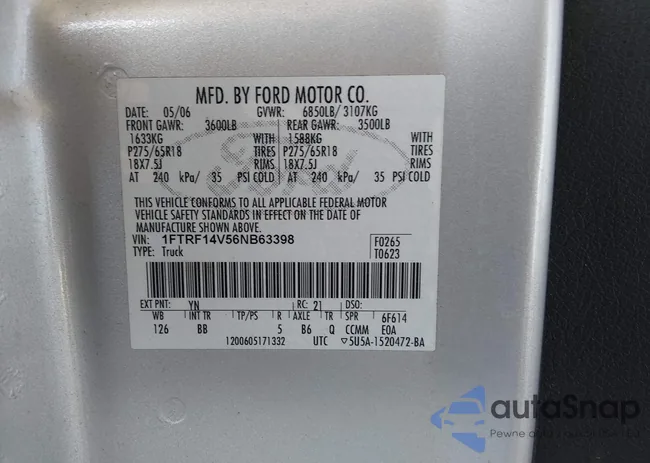 MFD. BY FORD MOTOR CO.
DATE: 05/06 GVWR: 6850LB/ 3107KG
FRONT GAWR: 3600LB REAR GAWR: 3500LB
1633KG WITH 1588KG WITH
P275/65R18 TIRES P275/65R18 TIRES
18X7.5J RIMS 18X7.5J RIMS
AT 240 kPa/ 35 PSI COLD AT 240 kPa/ 35 PSI COLD
THIS VEHICLE CONFORMS TO ALL APPLICABLE FEDERAL MOTOR
VEHICLE SAFETY STANDARDS IN EFFECT ON THE DATE OF
MANUFACTURE SHOWN ABOVE.
VIN: 1FTRF14V56NB63398 F0265
TYPE: Truck T0623
EXT PNT: YN RC: 21 DSO:
WB INT TR TP/PS R AXLE TR SPR 6F614
126 BB 5 B6 Q CCMM E0A
1200605171332 UTC ▽5U5A-1520472-BA
autoSnap